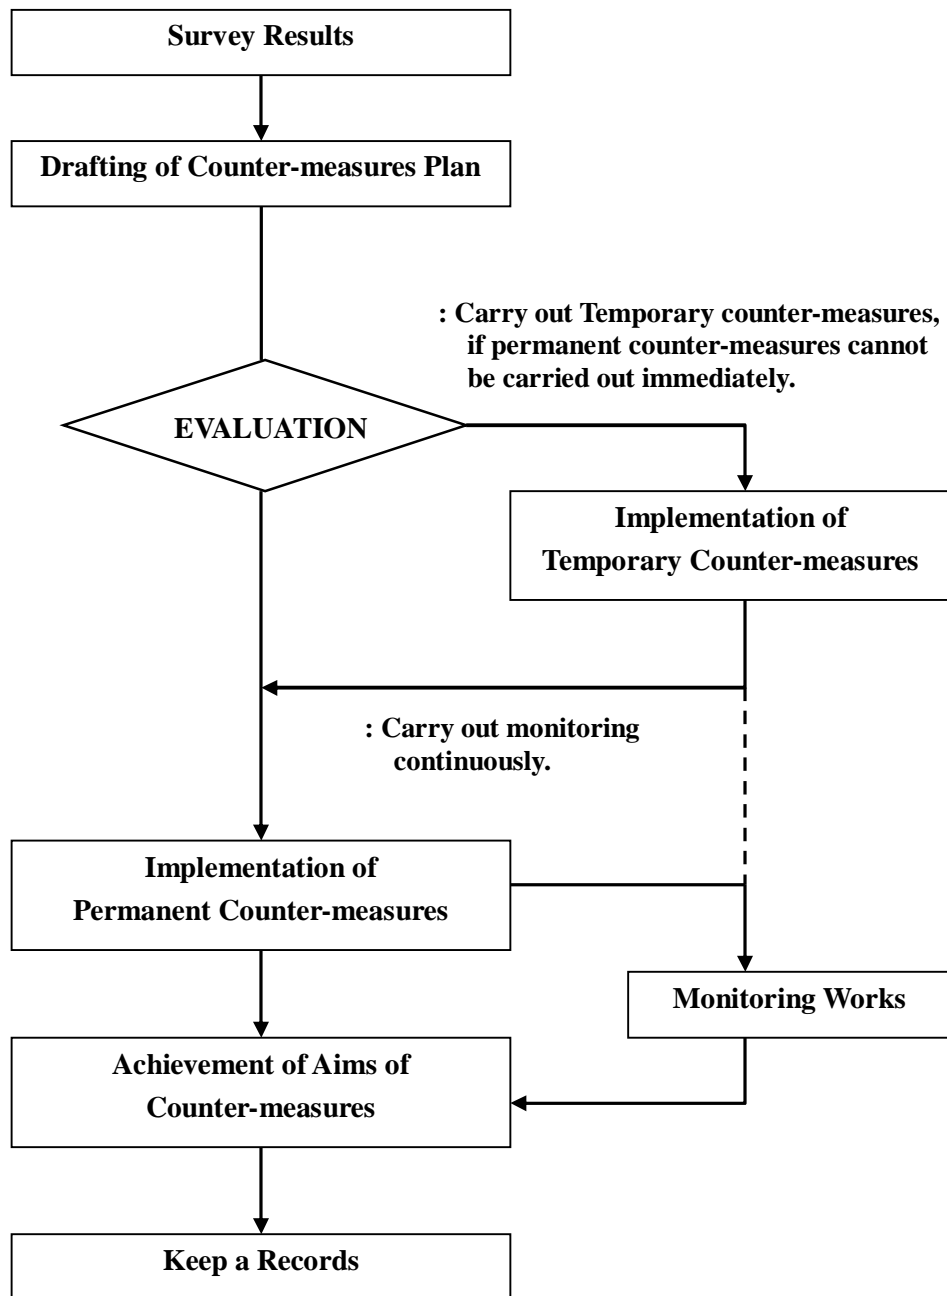 Survey Results
Drafting of Counter-measures Plan
: Carry out Temporary counter-measures,
if permanent counter-measures cannot
be carried out immediately.
EVALUATION
Implementation of
Temporary Counter-measures
: Carry out monitoring
continuously.
Implementation of
Permanent Counter-measures
Monitoring Works
Achievement of Aims of
Counter-measures
Keep a Records